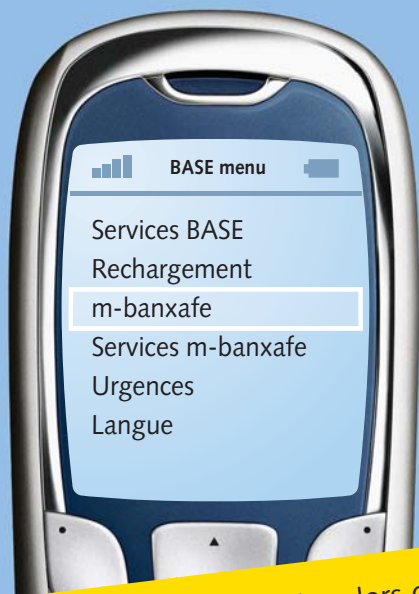 BASE menu
Services BASE
Rechargement
m-banxafe
Services m-banxafe
Urgences
Langue